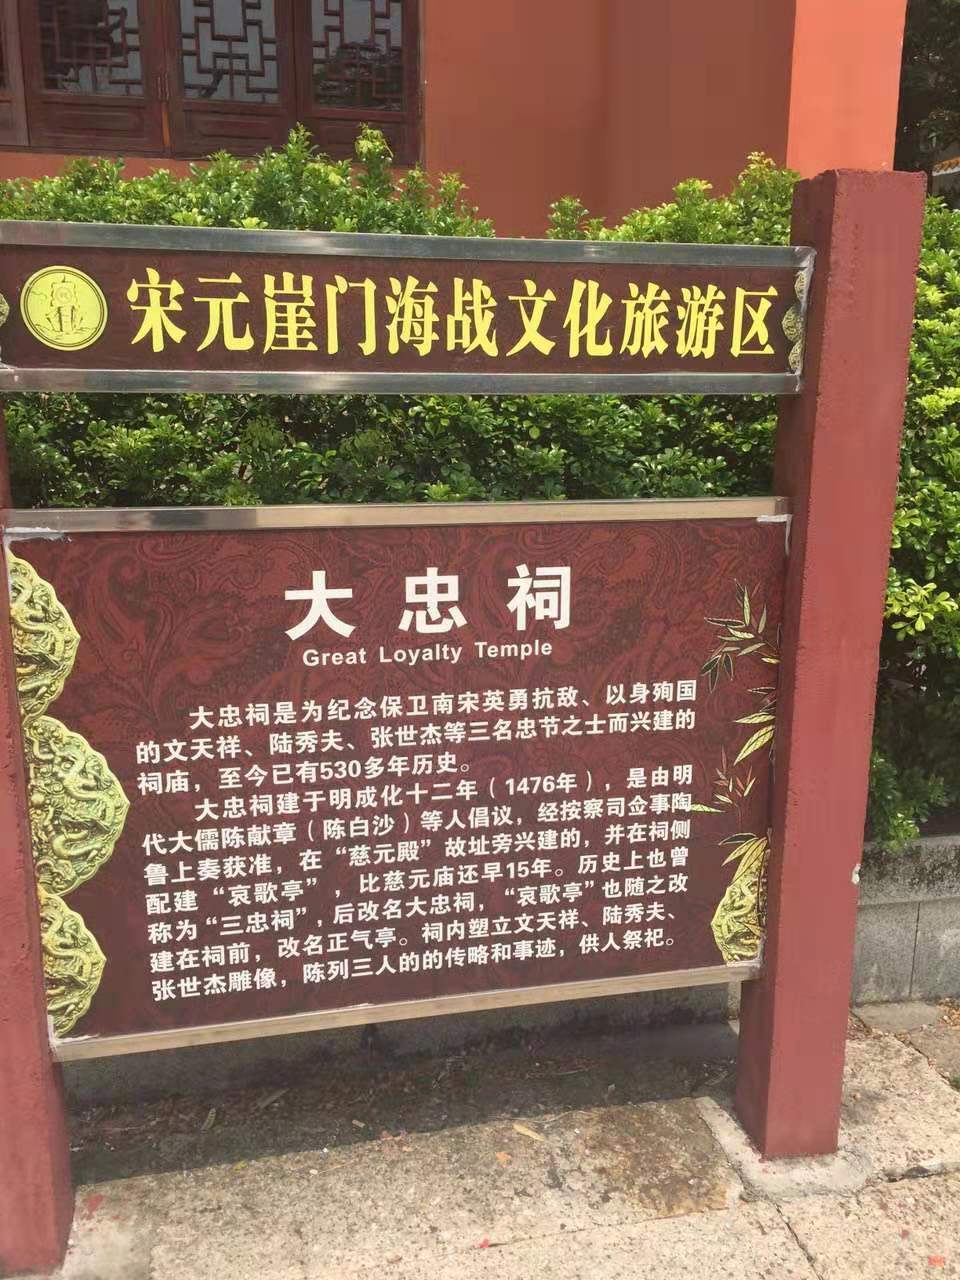 宋元崖门海战文化旅游区
大忠祠
Great Loyalty Temple
大忠祠是为纪念保卫南宋英勇抗敌、以身殉国
的文天祥、陆秀夫、张世杰等三名忠节之士而兴建的
祠庙，至今已有530多年历史。
大忠祠建于明成化十二年（1476年），是由明
代大儒陈献章（陈白沙）等人倡议，经按察司佥事陶
鲁上奏获准，在“慈元殿”故址旁兴建的，并在祠侧
配建“哀歌亭”，比慈元庙还早15年。历史上也曾
称为“三忠祠”，后改名大忠祠，“哀歌亭”也随之改
建在祠前，改名正气亭。祠内塑立文天祥、陆秀夫、
张世杰雕像，陈列三人的的传略和事迹，供人祭祀。